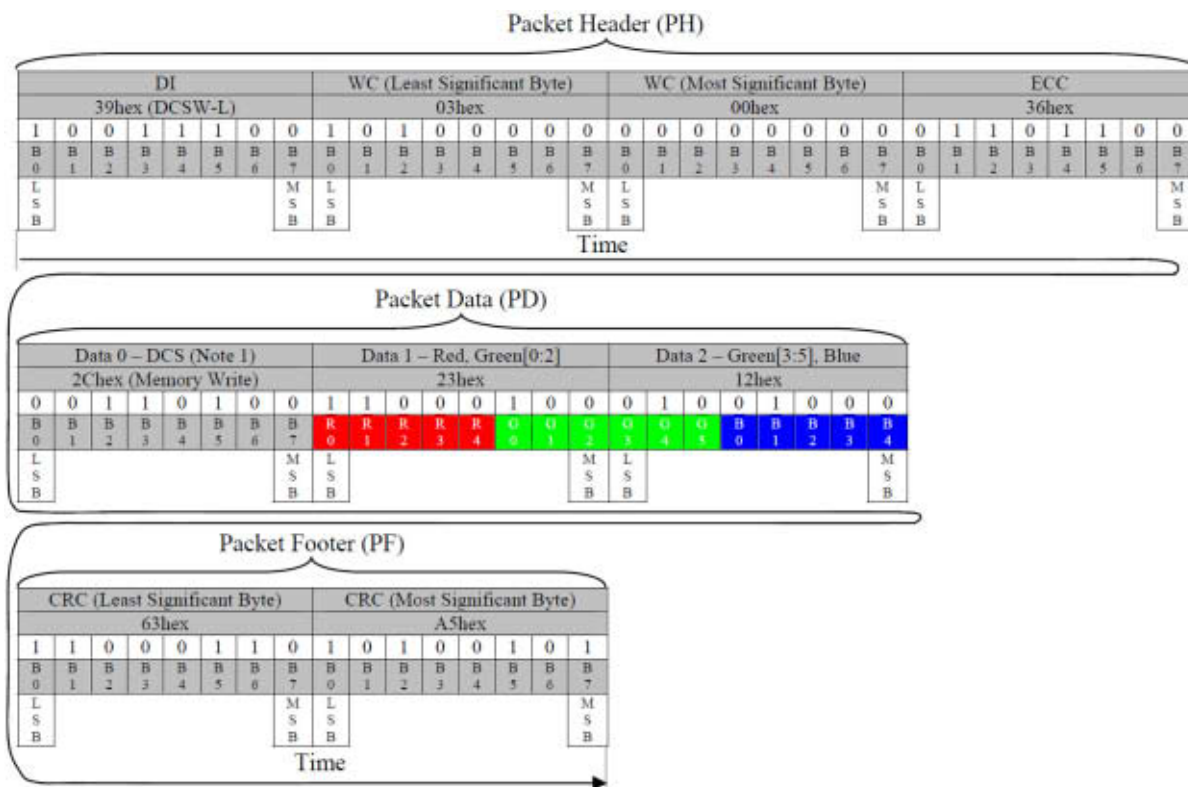 Packet Header (PH)
DI WC (Least Significant Byte) WC (Most Significant Byte) ECC
39hex (DCSW-L) 03hex 00hex 36hex
1 0 0 1 1 1 0 0 1 0 1 0 0 0 0 0 0 0 0 0 0 0 0 0 0 1 1 0 1 1 0 0
B B B B B B B B B B B B B B B B B B B B B B B B B B B B B B B B
0 1 2 3 4 5 6 7 0 1 2 3 4 5 6 7 0 1 2 3 4 5 6 7 0 1 2 3 4 5 6 7
L M L M L M L M
S S S S S S S S
B B B B B B B B
Time
Packet Data (PD)
Data 0 – DCS (Note 1) Data 1 – Red, Green[0:2] Data 2 – Green[3:5], Blue
2Chex (Memory Write) 23hex 12hex
0 0 1 1 0 1 0 0 1 1 0 0 0 1 0 0 0 1 0 0 1 0 0 0
B B B B B B B B R R R R R G G G G G G B B B B B
0 1 2 3 4 5 6 7 0 1 2 3 4 0 1 2 3 4 5 0 1 2 3 4
L M L M L M
S S S S S S
B B B B B B
Packet Footer (PF)
CRC (Least Significant Byte) CRC (Most Significant Byte)
63hex A5hex
1 1 0 0 0 1 1 0 1 0 1 0 0 1 0 1
B B B B B B B B B B B B B B B B
0 1 2 3 4 5 6 7 0 1 2 3 4 5 6 7
L M L M
S S S S
B B B B
Time